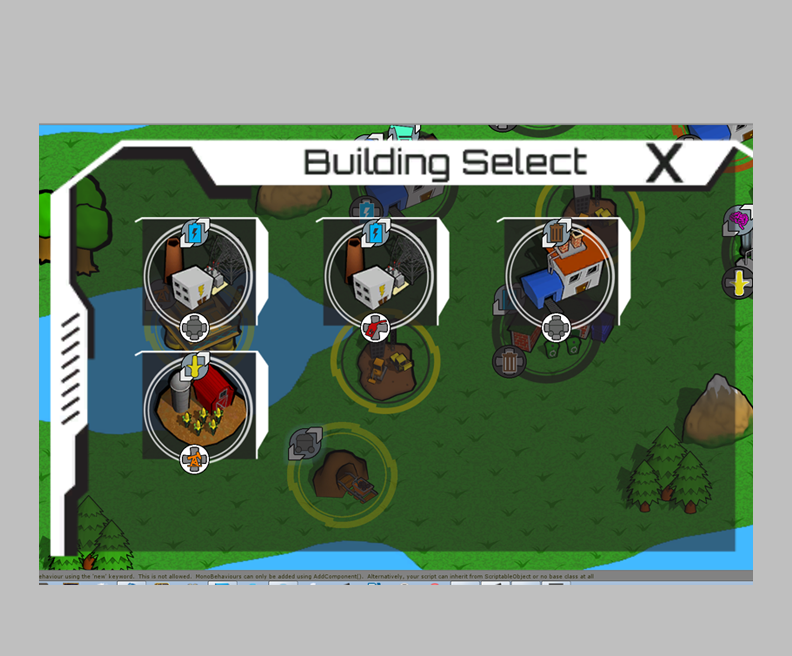 Building Select X
ehaviour using the 'new' keyword. This is not allowed. MonoBehaviours can only be added using AddComponent(). Alternatively, your script can inherit from ScriptableObject or no base class at all